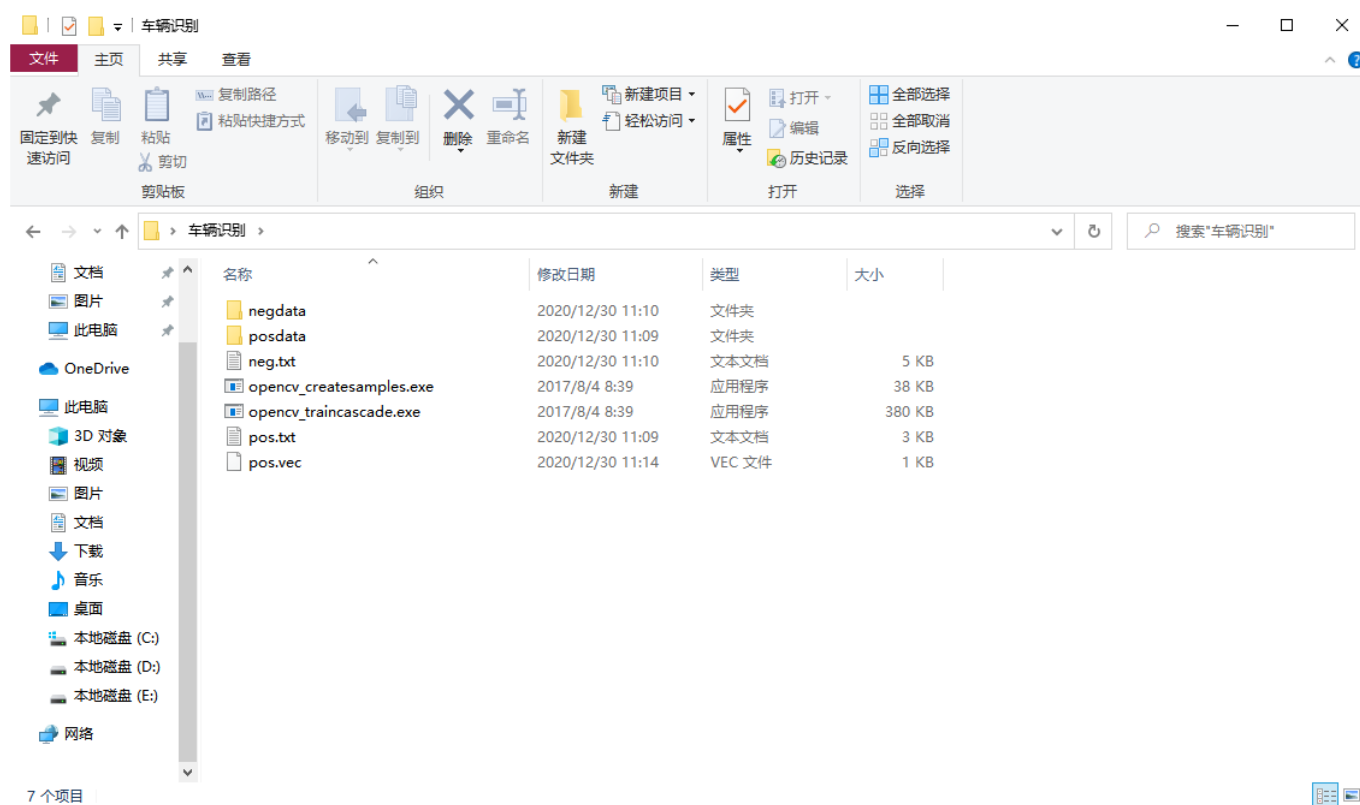 车辆识别
文件 主页 共享 查看
固定到快速访问 复制 粘贴 复制路径 粘贴快捷方式 剪切
移动到 复制到 删除 重命名
新建文件夹 新建项目 轻松访问
属性 打开 编辑 历史记录
全部选择 全部取消 反向选择
剪贴板 组织 新建 打开 选择
车辆识别
搜索"车辆识别"
文档
图片
此电脑
OneDrive
此电脑
3D 对象
视频
图片
文档
下载
音乐
桌面
本地磁盘 (C:)
本地磁盘 (D:)
本地磁盘 (E:)
网络
名称 修改日期 类型 大小
negdata 2020/12/30 11:10 文件夹
posdata 2020/12/30 11:09 文件夹
neg.txt 2020/12/30 11:10 文本文档 5 KB
opencv_createsamples.exe 2017/8/4 8:39 应用程序 38 KB
opencv_traincascade.exe 2017/8/4 8:39 应用程序 380 KB
pos.txt 2020/12/30 11:09 文本文档 3 KB
pos.vec 2020/12/30 11:14 VEC 文件 1 KB
7 个项目